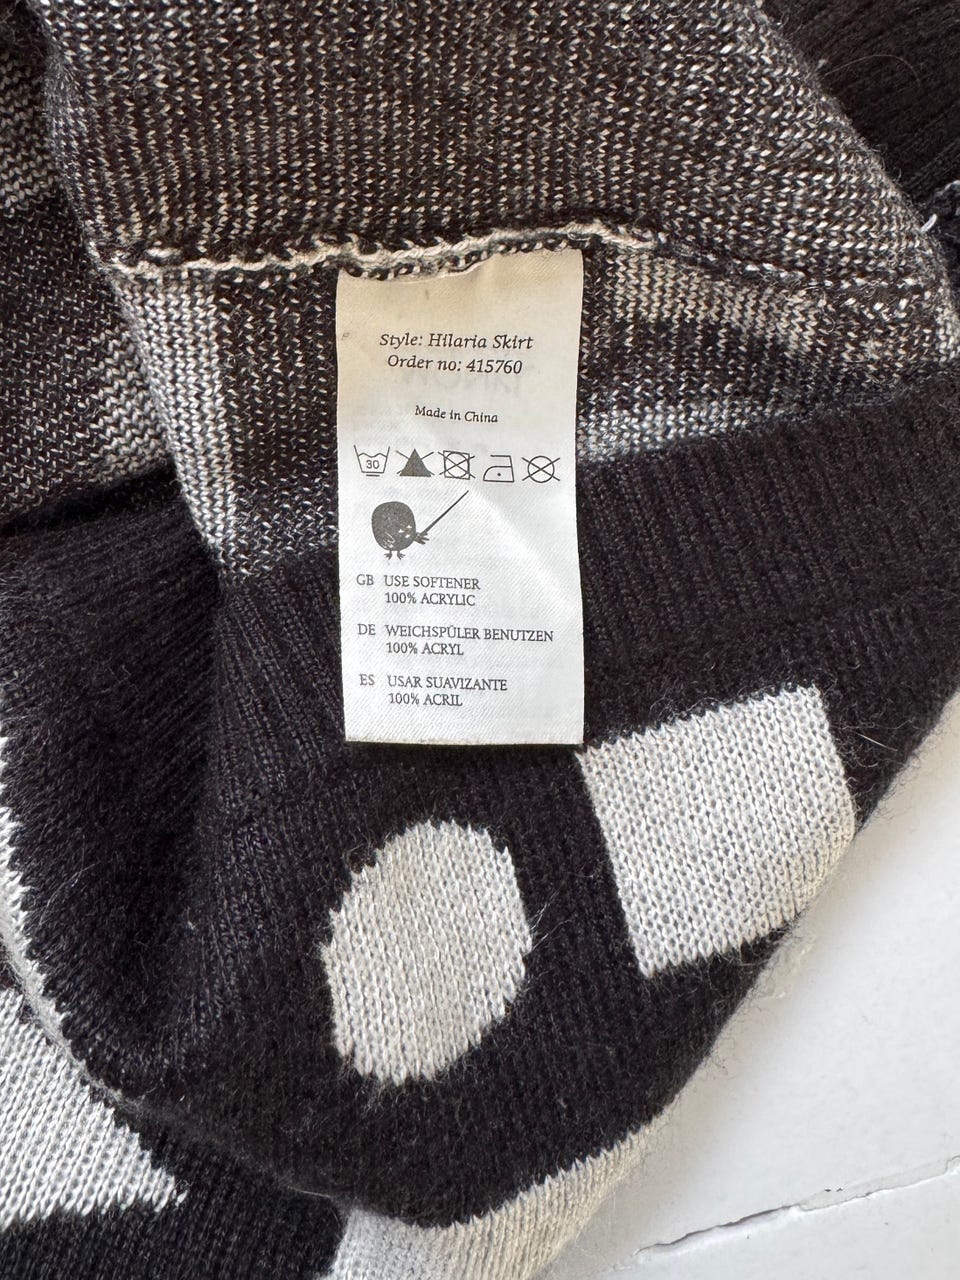 Style: Hilaria Skirt
Order no: 415760
Made in China
30
GB USE SOFTENER
100% ACRYLIC
DE WEICHSPÜLER BENUTZEN
100% ACRYL
ES USAR SUAVIZANTE
100% ACRIL